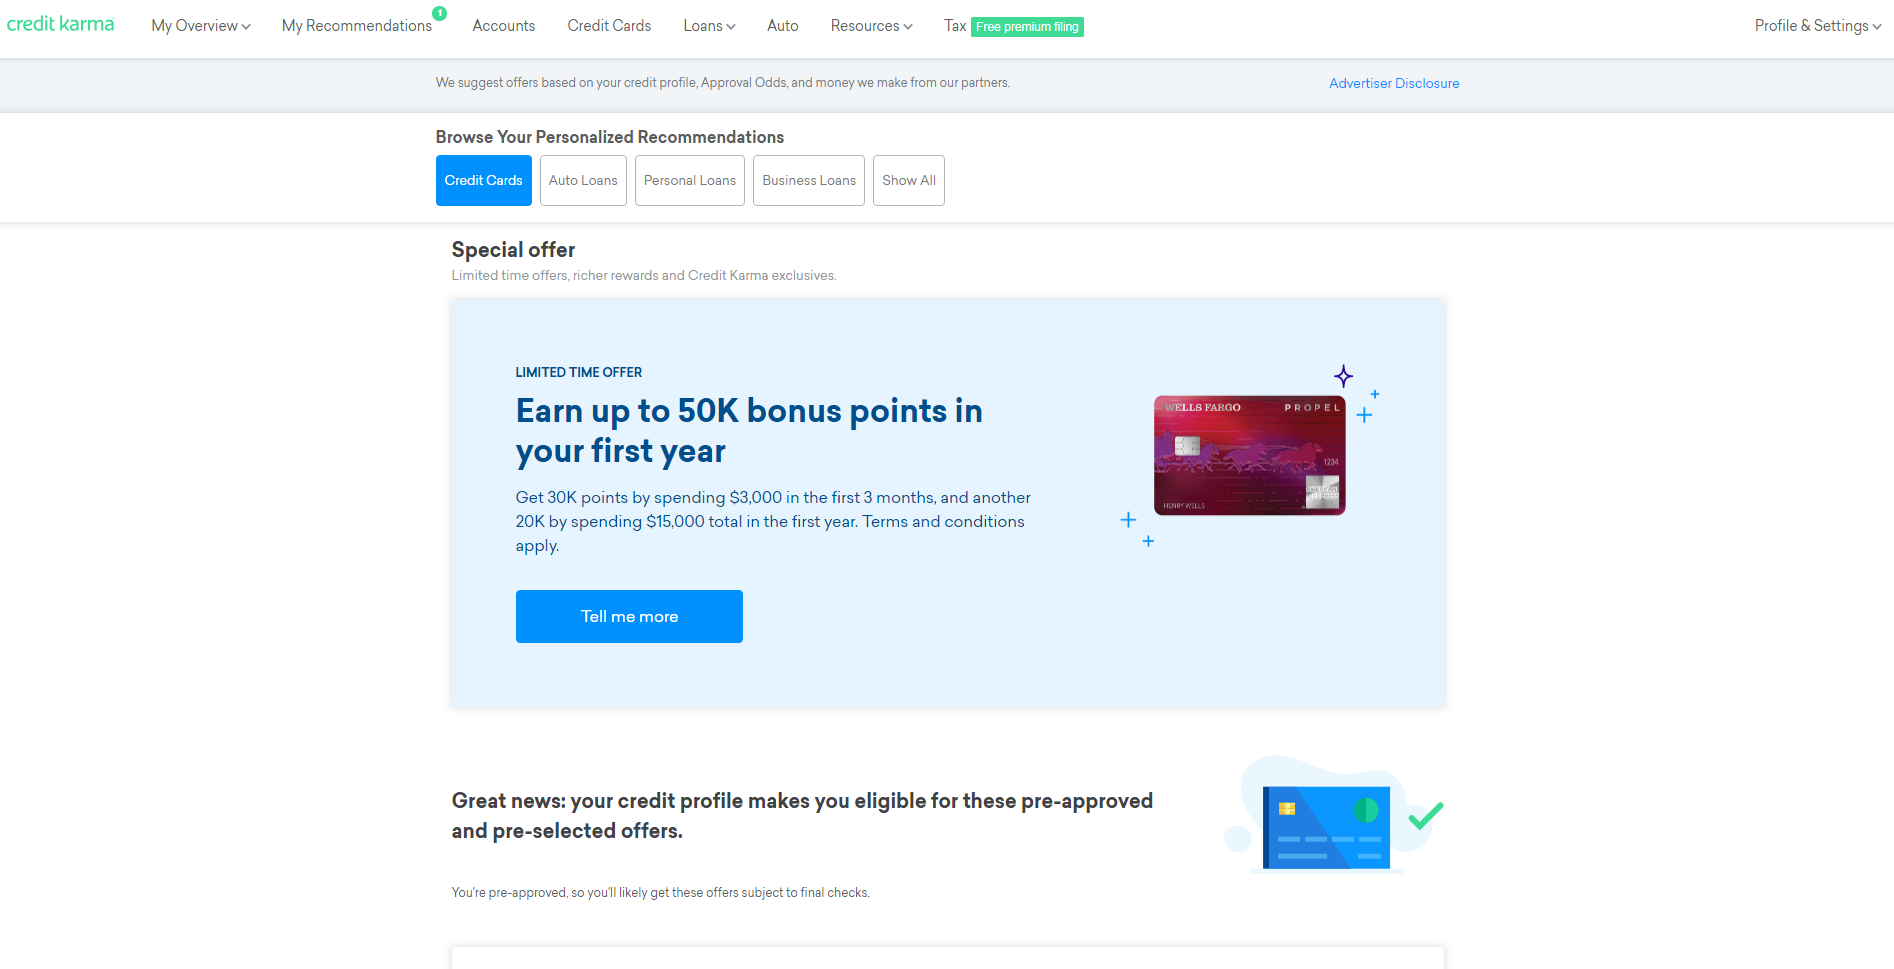 credit karma
My Overview
My Recommendations
1
Accounts
Credit Cards
Loans
Auto
Resources
Tax
Free premium filing
Profile & Settings
We suggest offers based on your credit profile, Approval Odds, and money we make from our partners.
Advertiser Disclosure
Browse Your Personalized Recommendations
Credit Cards
Auto Loans
Personal Loans
Business Loans
Show All
Special offer
Limited time offers, richer rewards and Credit Karma exclusives.
LIMITED TIME OFFER
Earn up to 50K bonus points in
your first year
Get 30K points by spending $3,000 in the first 3 months, and another
20K by spending $15,000 total in the first year. Terms and conditions
apply.
Tell me more
WELLS FARGO
PROPEL
1234
HENRY WELLS
Great news: your credit profile makes you eligible for these pre-approved
and pre-selected offers.
You're pre-approved, so you'll likely get these offers subject to final checks.